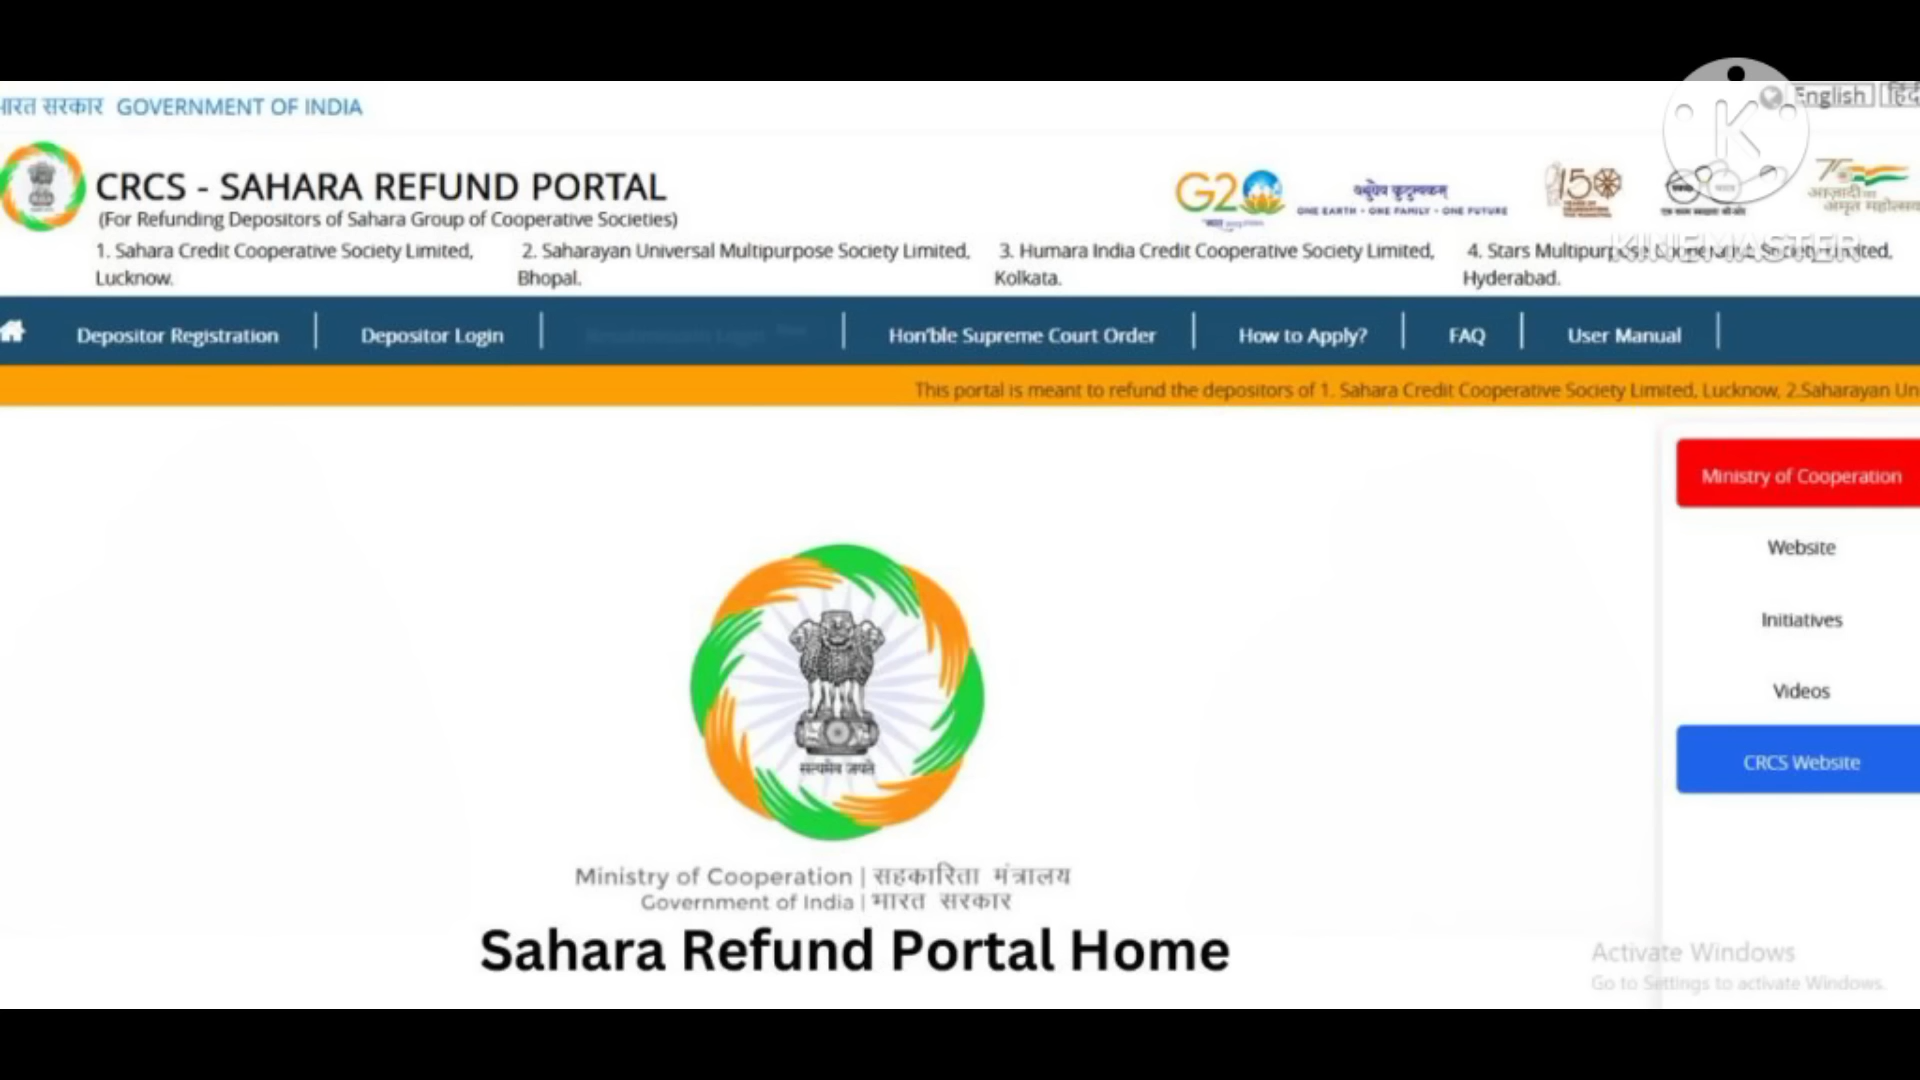 भारत सरकार GOVERNMENT OF INDIA
English हिंदी
CRCS - SAHARA REFUND PORTAL
(For Refunding Depositors of Sahara Group of Cooperative Societies)
G20
वसुधैव कुटुम्बकम्
ONE EARTH • ONE FAMILY • ONE FUTURE
150
आज़ादी का
अमृत महोत्सव
K
KINEMASTER
1. Sahara Credit Cooperative Society Limited, Lucknow.
2. Saharayan Universal Multipurpose Society Limited, Bhopal.
3. Humara India Credit Cooperative Society Limited, Kolkata.
4. Stars Multipurpose Cooperative Society Limited, Hyderabad.
Depositor Registration
Depositor Login
Hon'ble Supreme Court Order
How to Apply?
FAQ
User Manual
This portal is meant to refund the depositors of 1. Sahara Credit Cooperative Society Limited, Lucknow, 2.Saharayan Un
Ministry of Cooperation
Website
Initiatives
Videos
CRCS Website
सत्यमेव जयते
Ministry of Cooperation | सहकारिता मंत्रालय
Government of India | भारत सरकार
Sahara Refund Portal Home
Activate Windows
Go to Settings to activate Windows.